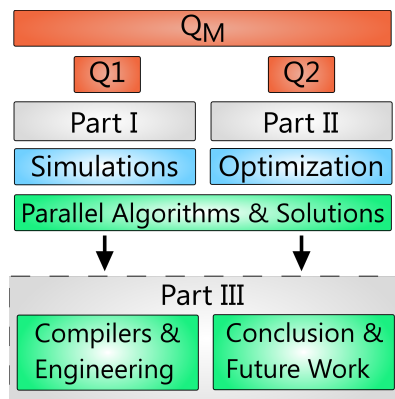 QM
Q1 Q2
Part I Part II
Simulations Optimization
Parallel Algorithms & Solutions
Part III
Compilers &
Engineering
Conclusion &
Future Work